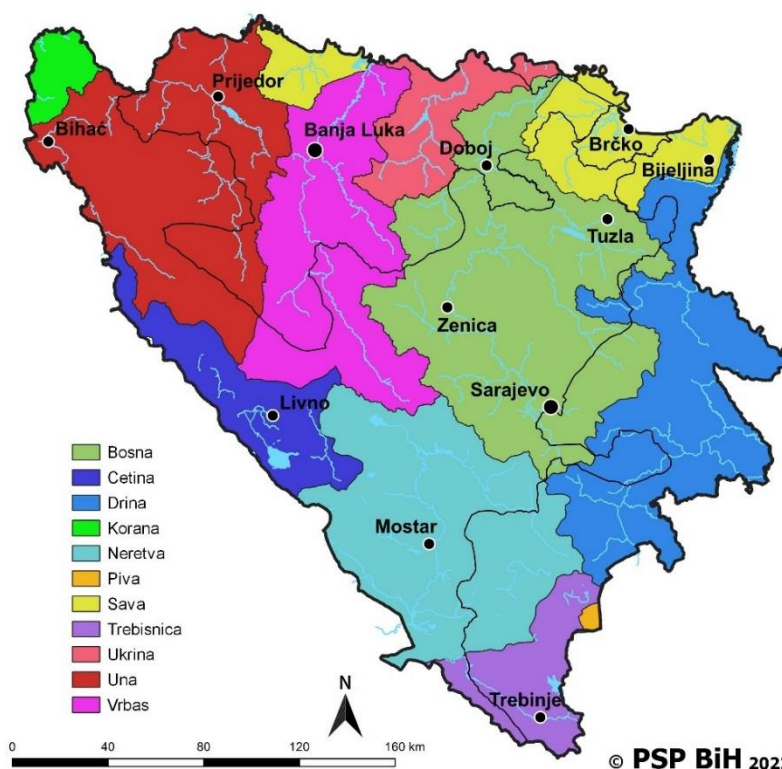 Prijedor
Bihać
Banja Luka
Doboj
Brčko
Bijeljina
Tuzla
Zenica
Sarajevo
Livno
Mostar
Trebinje
Bosna
Cetina
Drina
Korana
Neretva
Piva
Sava
Trebisnica
Ukrina
Una
Vrbas
N
0 40 80 160 km
© PSP BiH